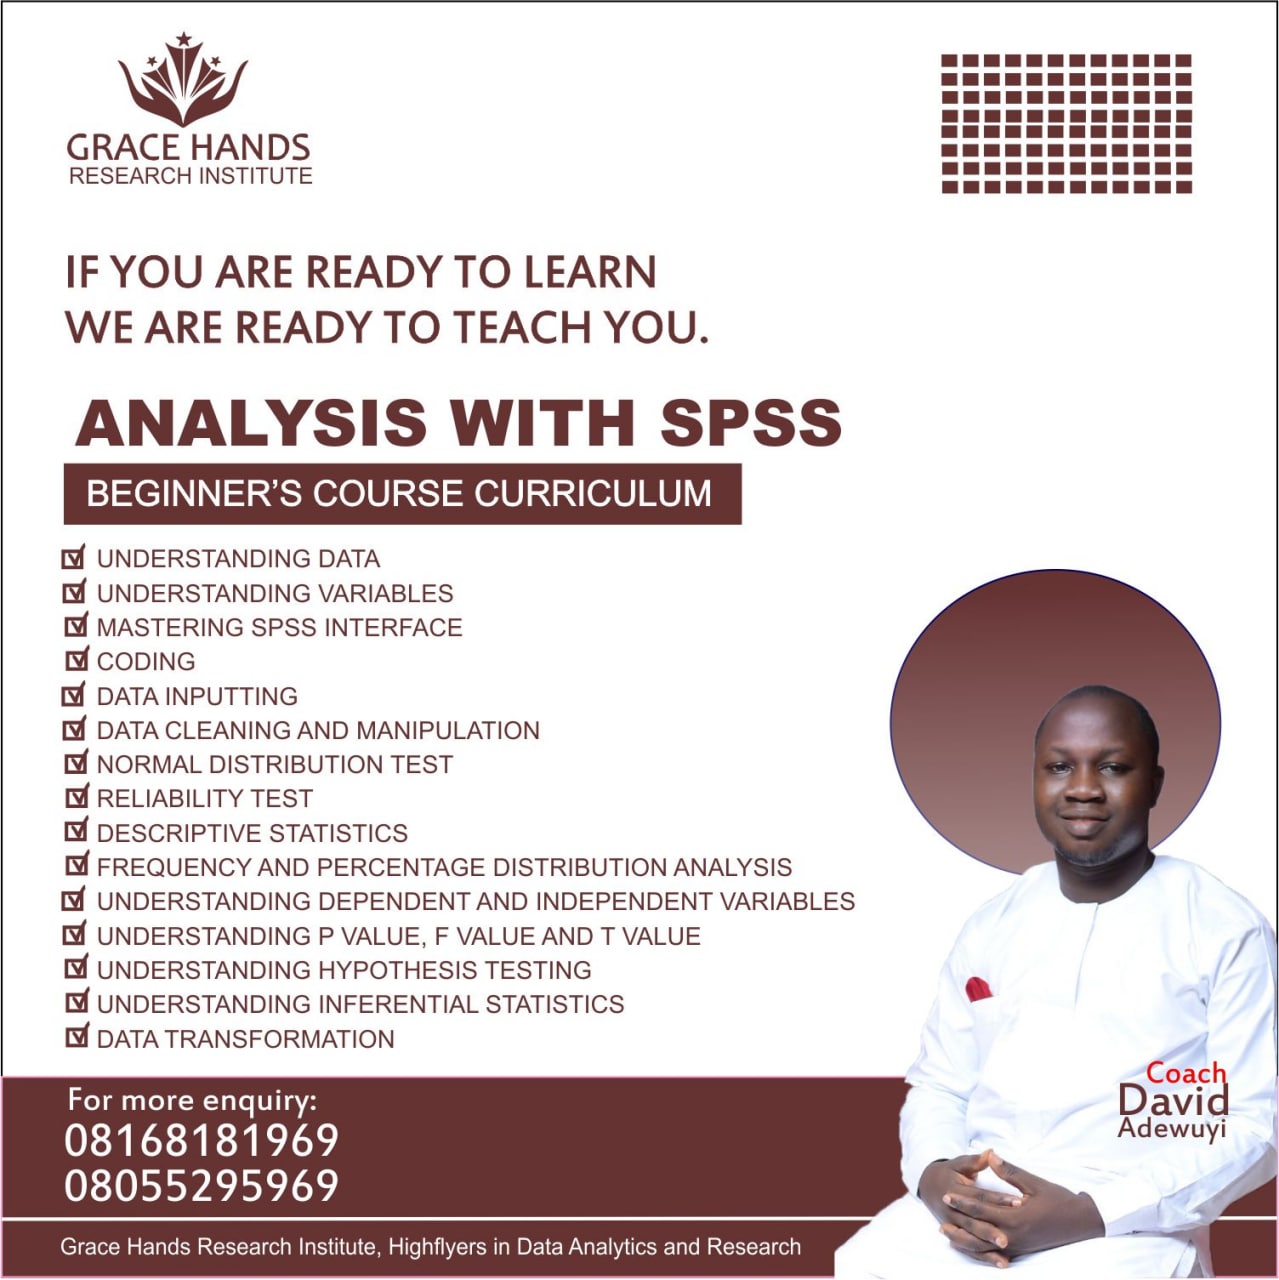 GRACE HANDS
RESEARCH INSTITUTE
IF YOU ARE READY TO LEARN
WE ARE READY TO TEACH YOU.
ANALYSIS WITH SPSS
BEGINNER'S COURSE CURRICULUM
UNDERSTANDING DATA
UNDERSTANDING VARIABLES
MASTERING SPSS INTERFACE
CODING
DATA INPUTTING
DATA CLEANING AND MANIPULATION
NORMAL DISTRIBUTION TEST
RELIABILITY TEST
DESCRIPTIVE STATISTICS
FREQUENCY AND PERCENTAGE DISTRIBUTION ANALYSIS
UNDERSTANDING DEPENDENT AND INDEPENDENT VARIABLES
UNDERSTANDING P VALUE, F VALUE AND T VALUE
UNDERSTANDING HYPOTHESIS TESTING
UNDERSTANDING INFERENTIAL STATISTICS
DATA TRANSFORMATION
Coach
David
Adewuyi
For more enquiry:
08168181969
08055295969
Grace Hands Research Institute, Highflyers in Data Analytics and Research